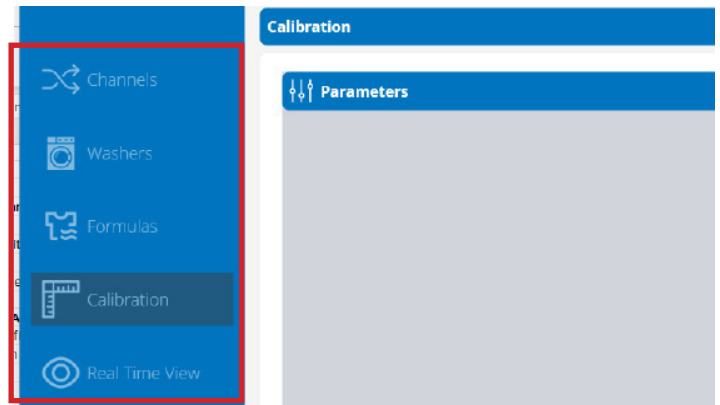 Calibration
Channels
Parameters
Washers
Formulas
Calibration
Real Time View